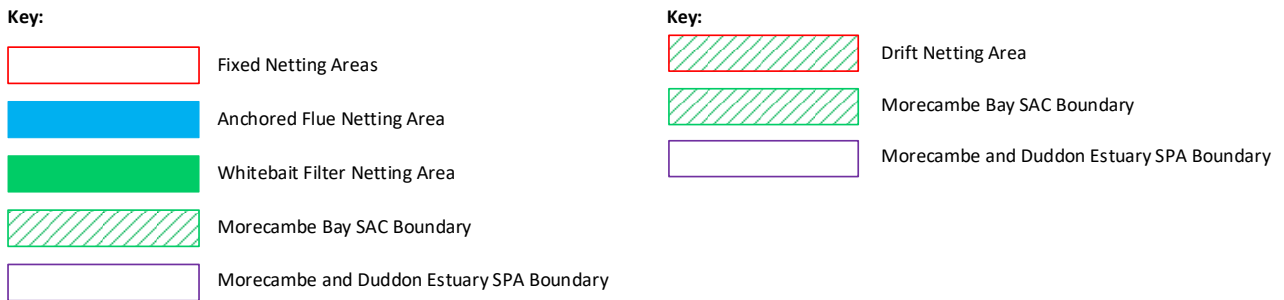 Key:
Fixed Netting Areas
Anchored Flue Netting Area
Whitebait Filter Netting Area
Morecambe Bay SAC Boundary
Morecambe and Duddon Estuary SPA Boundary
Key:
Drift Netting Area
Morecambe Bay SAC Boundary
Morecambe and Duddon Estuary SPA Boundary